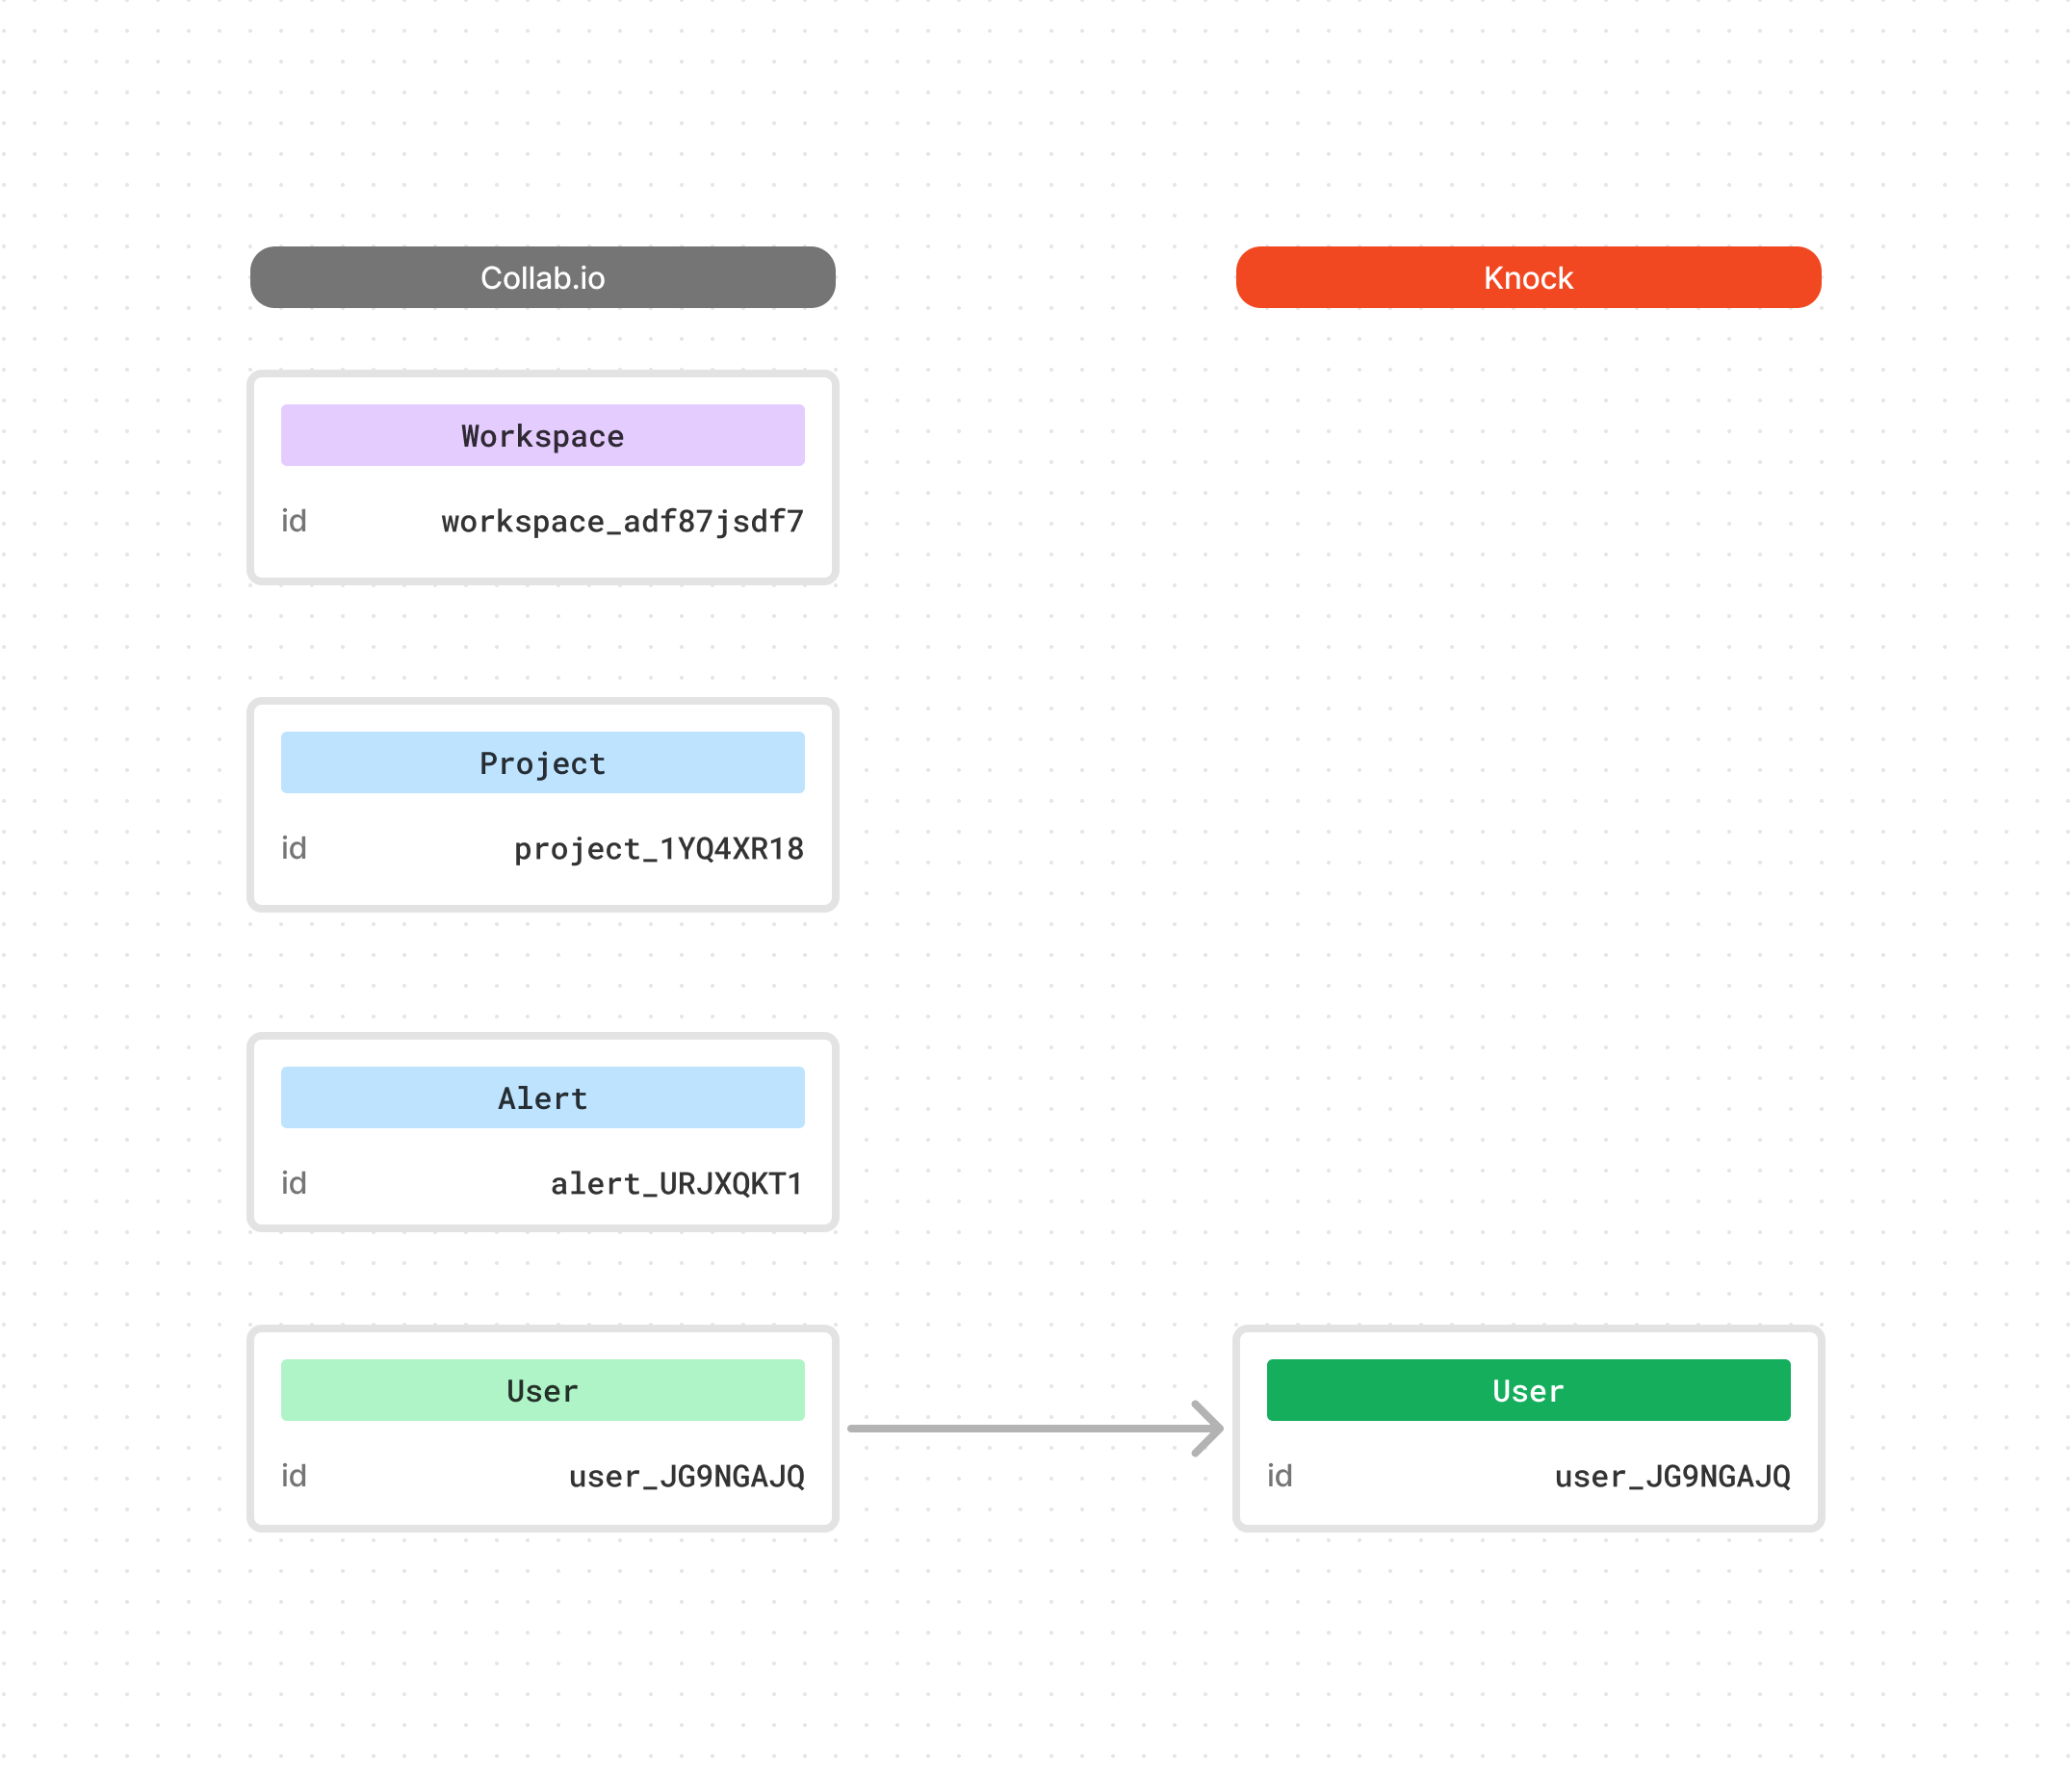 Collab.io
Knock
Workspace
id workspace_adf87jsdf7
Project
id project_1YQ4XR18
Alert
id alert_URJXQKT1
User
id user_JG9NGAJQ
User
id user_JG9NGAJQ